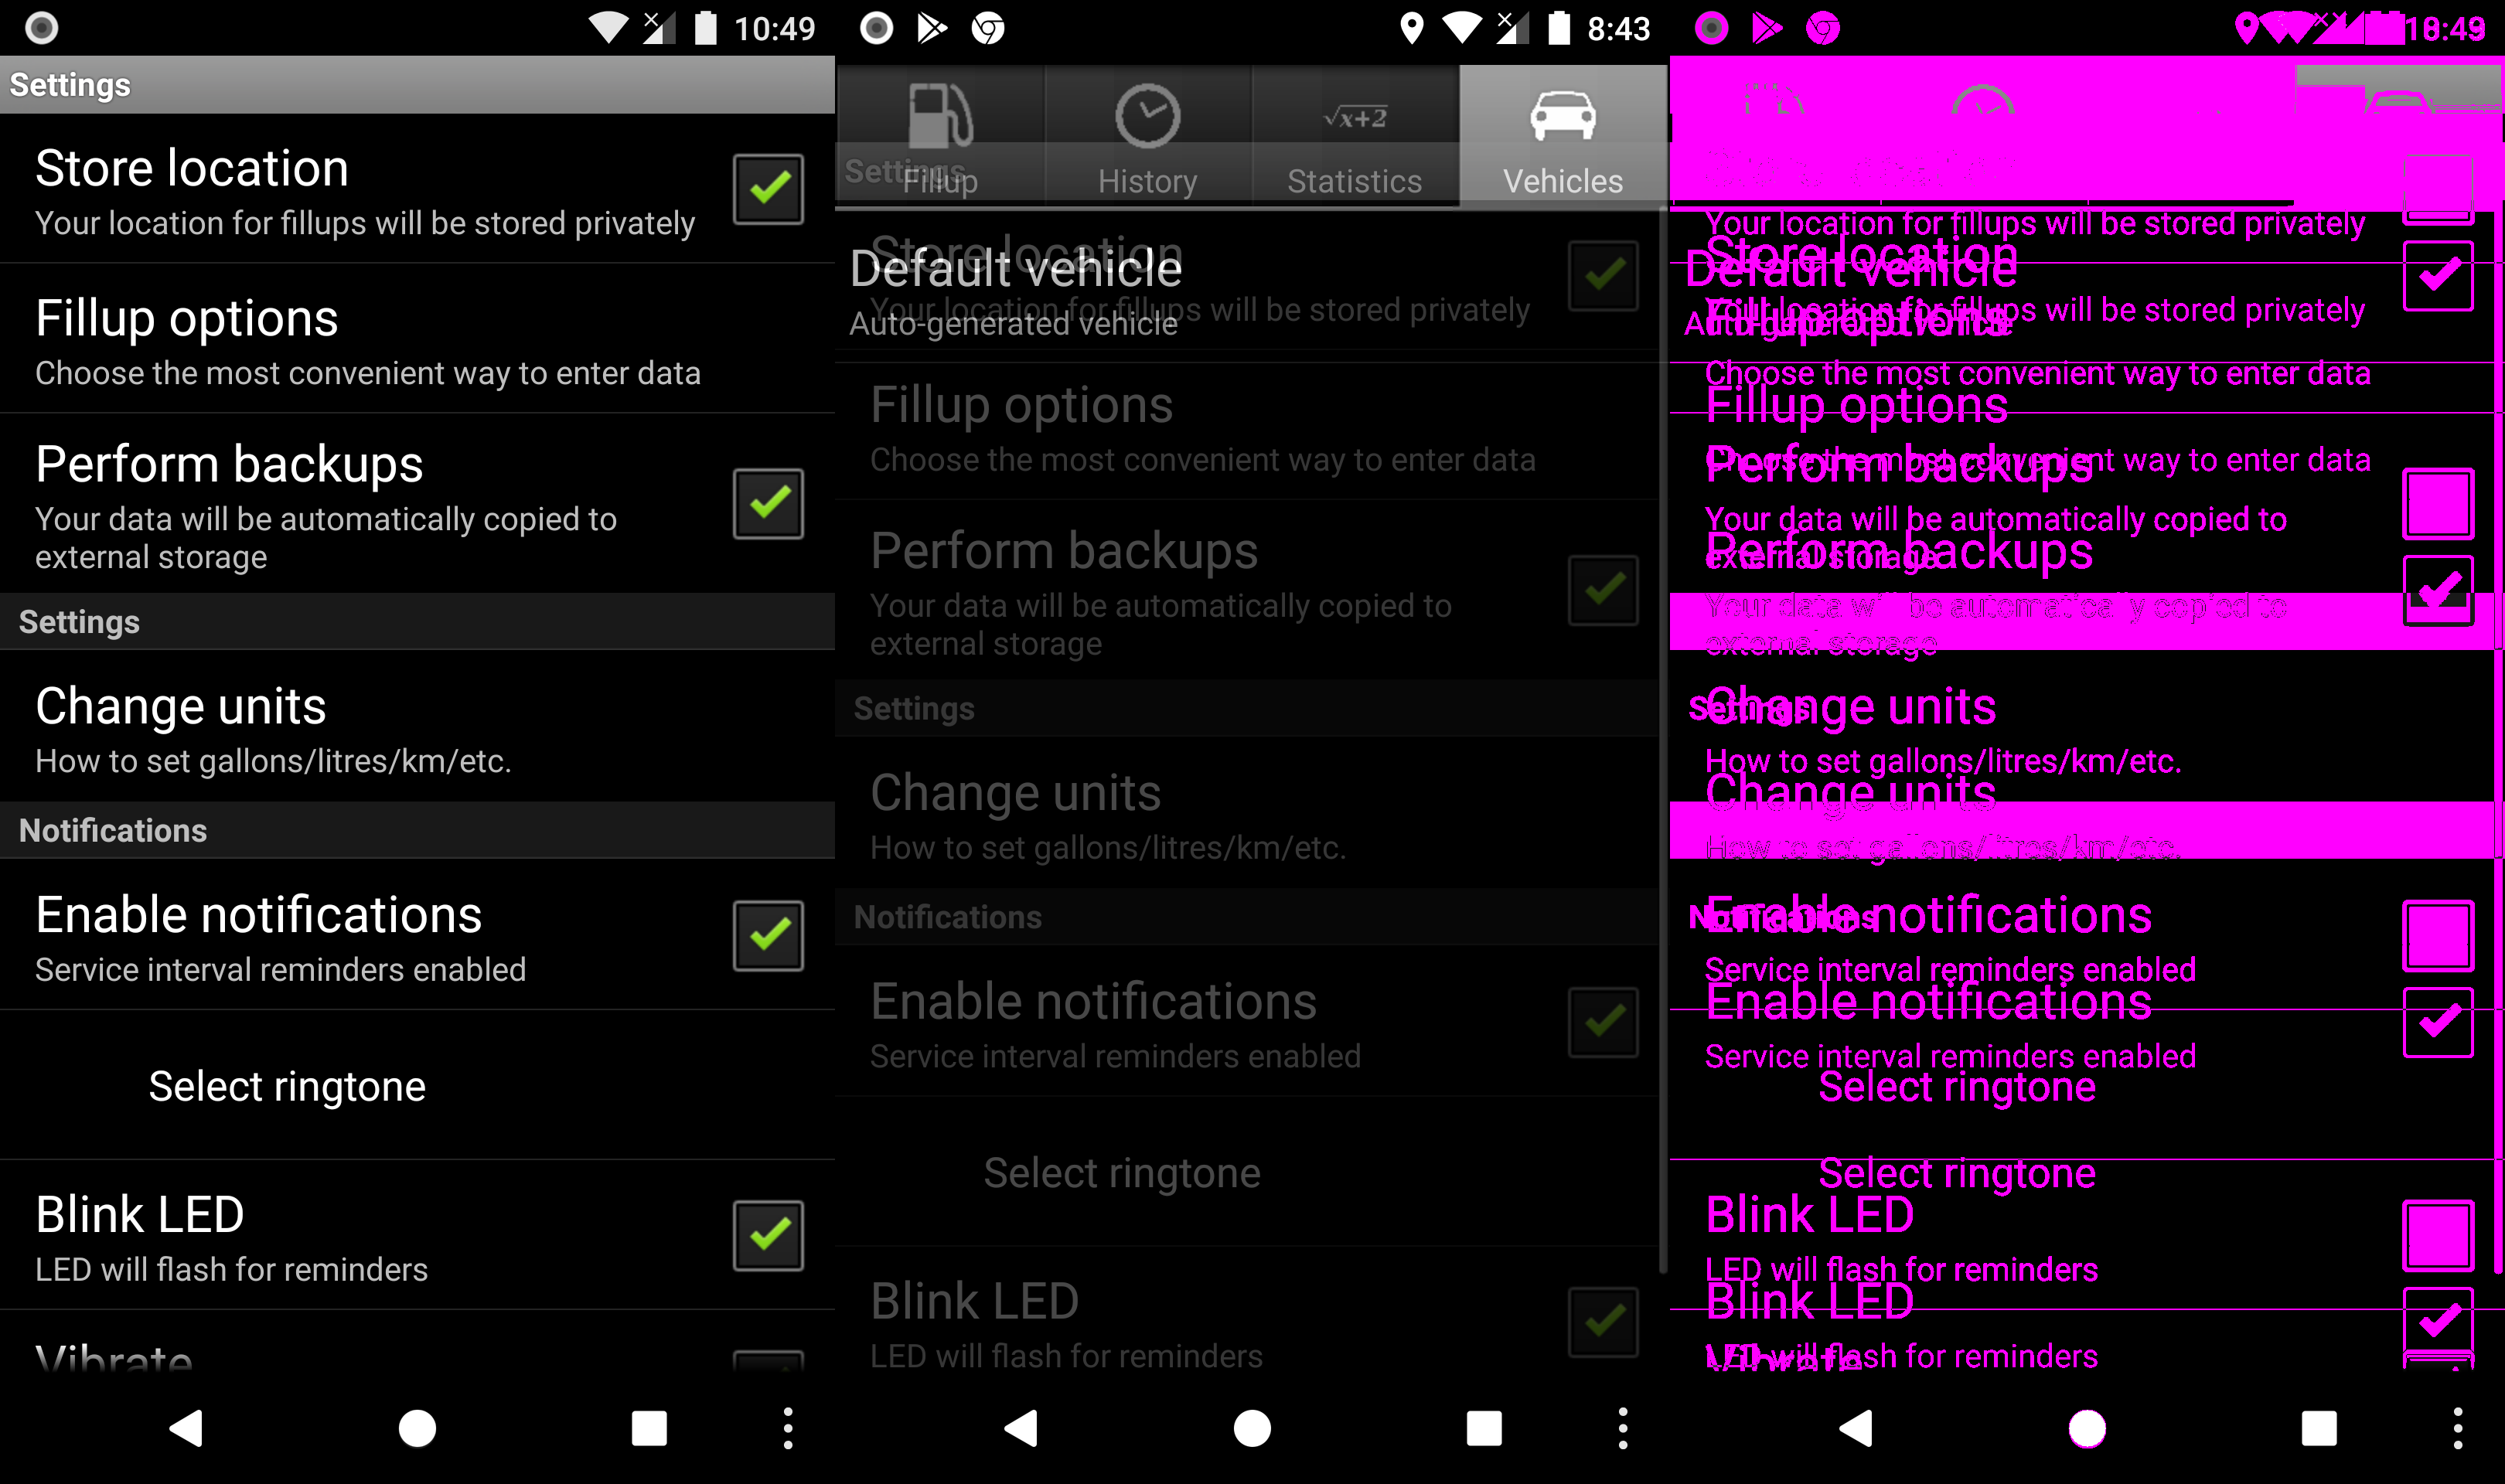 10:49
Settings
Store location
Your location for fillups will be stored privately
Fillup options
Choose the most convenient way to enter data
Perform backups
Your data will be automatically copied to
external storage
Settings
Change units
How to set gallons/litres/km/etc.
Notifications
Enable notifications
Service interval reminders enabled
Select ringtone
Blink LED
LED will flash for reminders
Vibrate
8:43
√x+2
Settings
Fillup
History
Statistics
Vehicles
Store location
Default vehicle
Your location for fillups will be stored privately
Auto-generated vehicle
Fillup options
Choose the most convenient way to enter data
Perform backups
Your data will be automatically copied to
external storage
Settings
Change units
How to set gallons/litres/km/etc.
Notifications
Enable notifications
Service interval reminders enabled
Select ringtone
Blink LED
LED will flash for reminders
Your location for fillups will be stored privately
Store location
Default vehicle
Your location for fillups will be stored privately
Fillup options
Auto-generated vehicle
Choose the most convenient way to enter data
Fillup options
Choose the most convenient way to enter data
Perform backups
Your data will be automatically copied to
Perform backups
external storage
Your data will be automatically copied to
external storage
Change units
Settings
How to set gallons/litres/km/etc.
Change units
How to set gallons/litres/km/etc.
Enable notifications
Notifications
Service interval reminders enabled
Enable notifications
Service interval reminders enabled
Select ringtone
Select ringtone
Blink LED
LED will flash for reminders
Blink LED
LED will flash for reminders
Vibrate